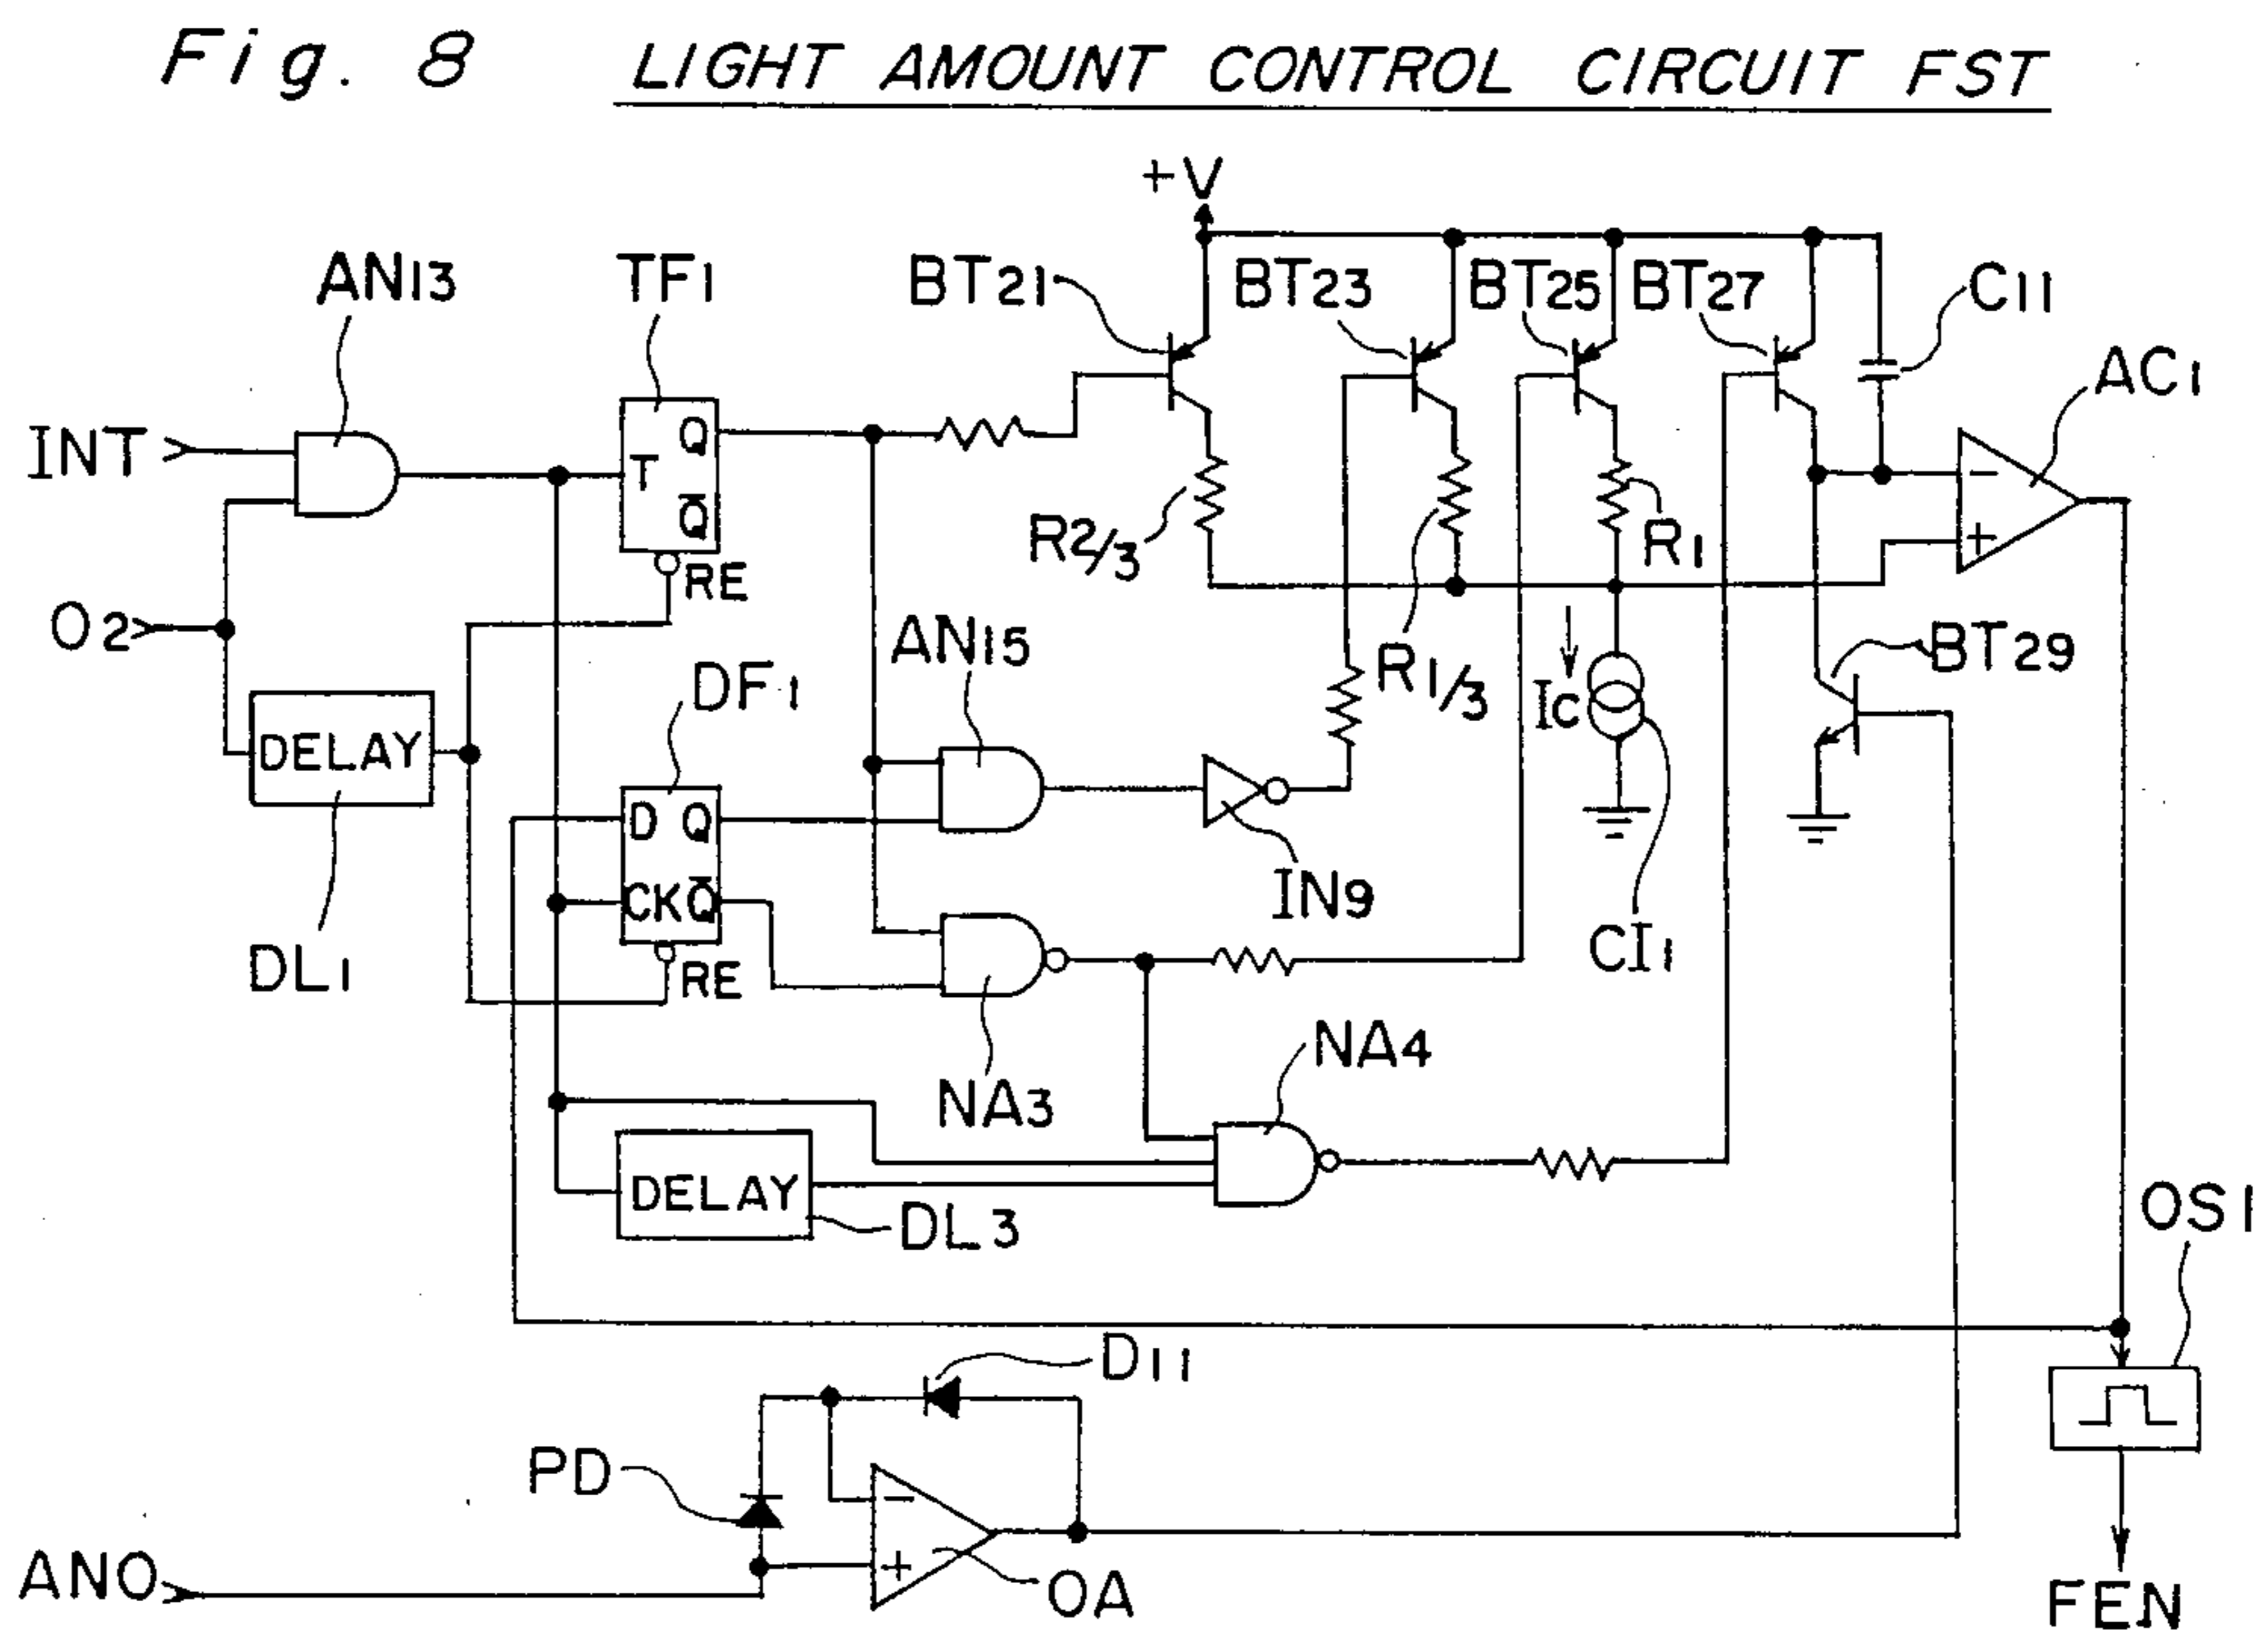 Fig. 8 LIGHT AMOUNT CONTROL CIRCUIT FST
+V
AN13
TF1
BT21
BT23
BT25
BT27
C11
AC1
INT
T
Q
Q̅
RE
R2/3
R1
−
+
O2
DELAY
DL1
DF1
AN15
R1/3
Ic
BT29
D
Q
CK
Q̅
RE
IN9
CI1
NA3
NA4
DELAY
DL3
OS1
D11
PD
−
+
OA
ANO
FEN